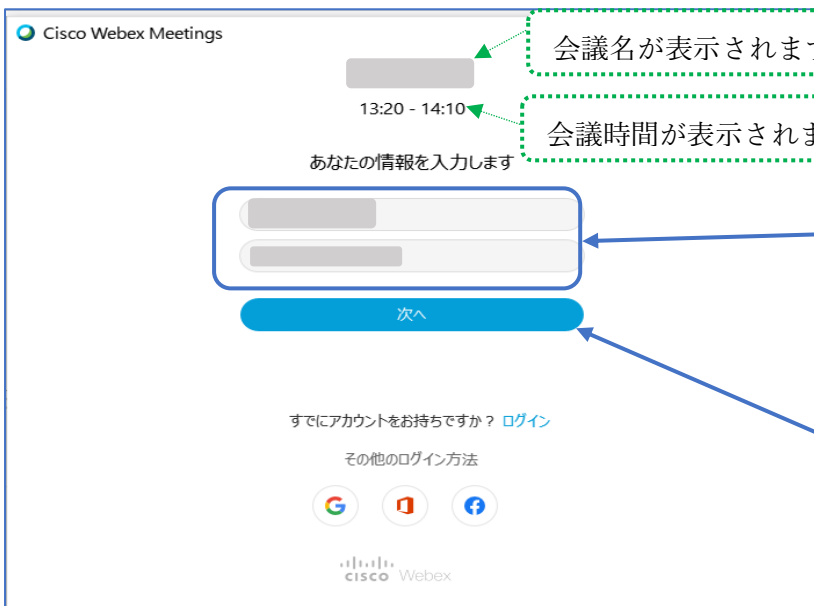 Cisco Webex Meetings
会議名が表示されま
13:20 - 14:10
会議時間が表示されま
あなたの情報を入力します
次へ
すでにアカウントをお持ちですか？ ログイン
その他のログイン方法
cisco Webex